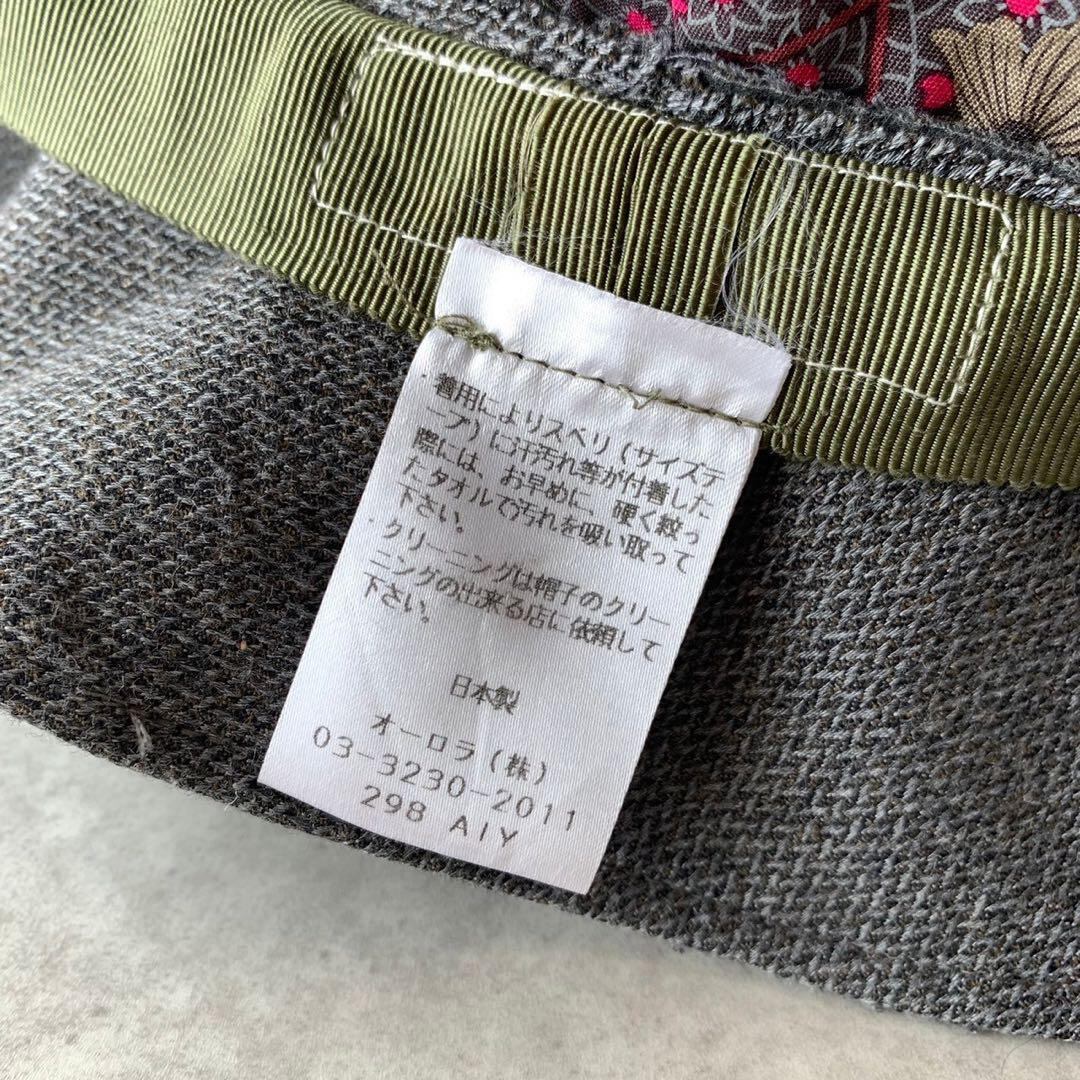 ・着用によりスベリ(サイズテ
ープ)に汗汚れ等が付着した
際には、お早めに、硬く絞っ
たタオルで汚れを吸い取って
下さい。
・クリーニングは帽子のクリー
ニングの出来る店に依頼して
下さい。
日本製
オーロラ(株)
03-3230-2011
298 AIY